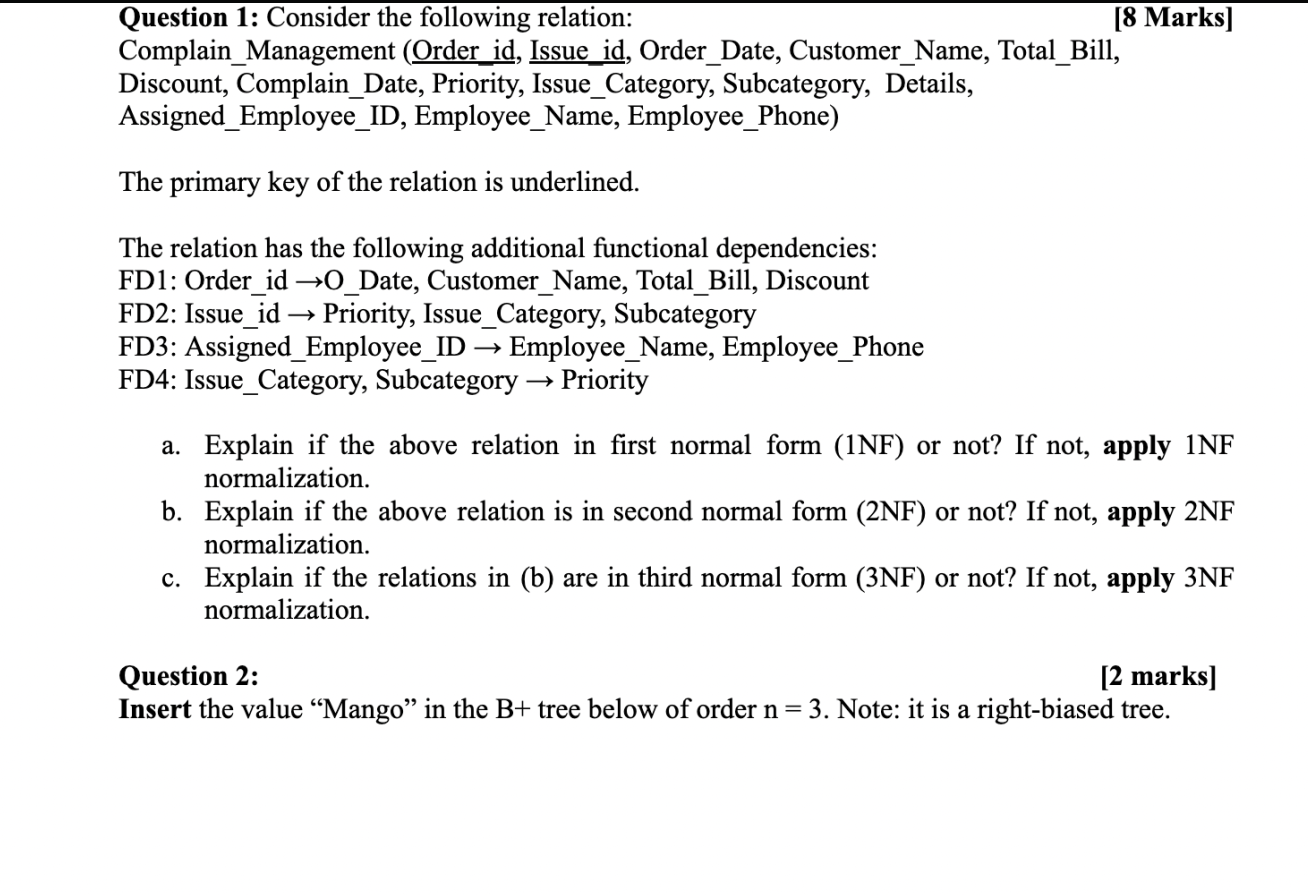 Question 1: Consider the following relation: [8 Marks]
Complain_Management (Order_id, Issue_id, Order_Date, Customer_Name, Total_Bill,
Discount, Complain_Date, Priority, Issue_Category, Subcategory, Details,
Assigned_Employee_ID, Employee_Name, Employee_Phone)
The primary key of the relation is underlined.
The relation has the following additional functional dependencies:
FD1: Order_id →O_Date, Customer_Name, Total_Bill, Discount
FD2: Issue_id → Priority, Issue_Category, Subcategory
FD3: Assigned_Employee_ID → Employee_Name, Employee_Phone
FD4: Issue_Category, Subcategory → Priority
a. Explain if the above relation in first normal form (1NF) or not? If not, apply 1NF
normalization.
b. Explain if the above relation is in second normal form (2NF) or not? If not, apply 2NF
normalization.
c. Explain if the relations in (b) are in third normal form (3NF) or not? If not, apply 3NF
normalization.
Question 2: [2 marks]
Insert the value “Mango” in the B+ tree below of order n = 3. Note: it is a right-biased tree.